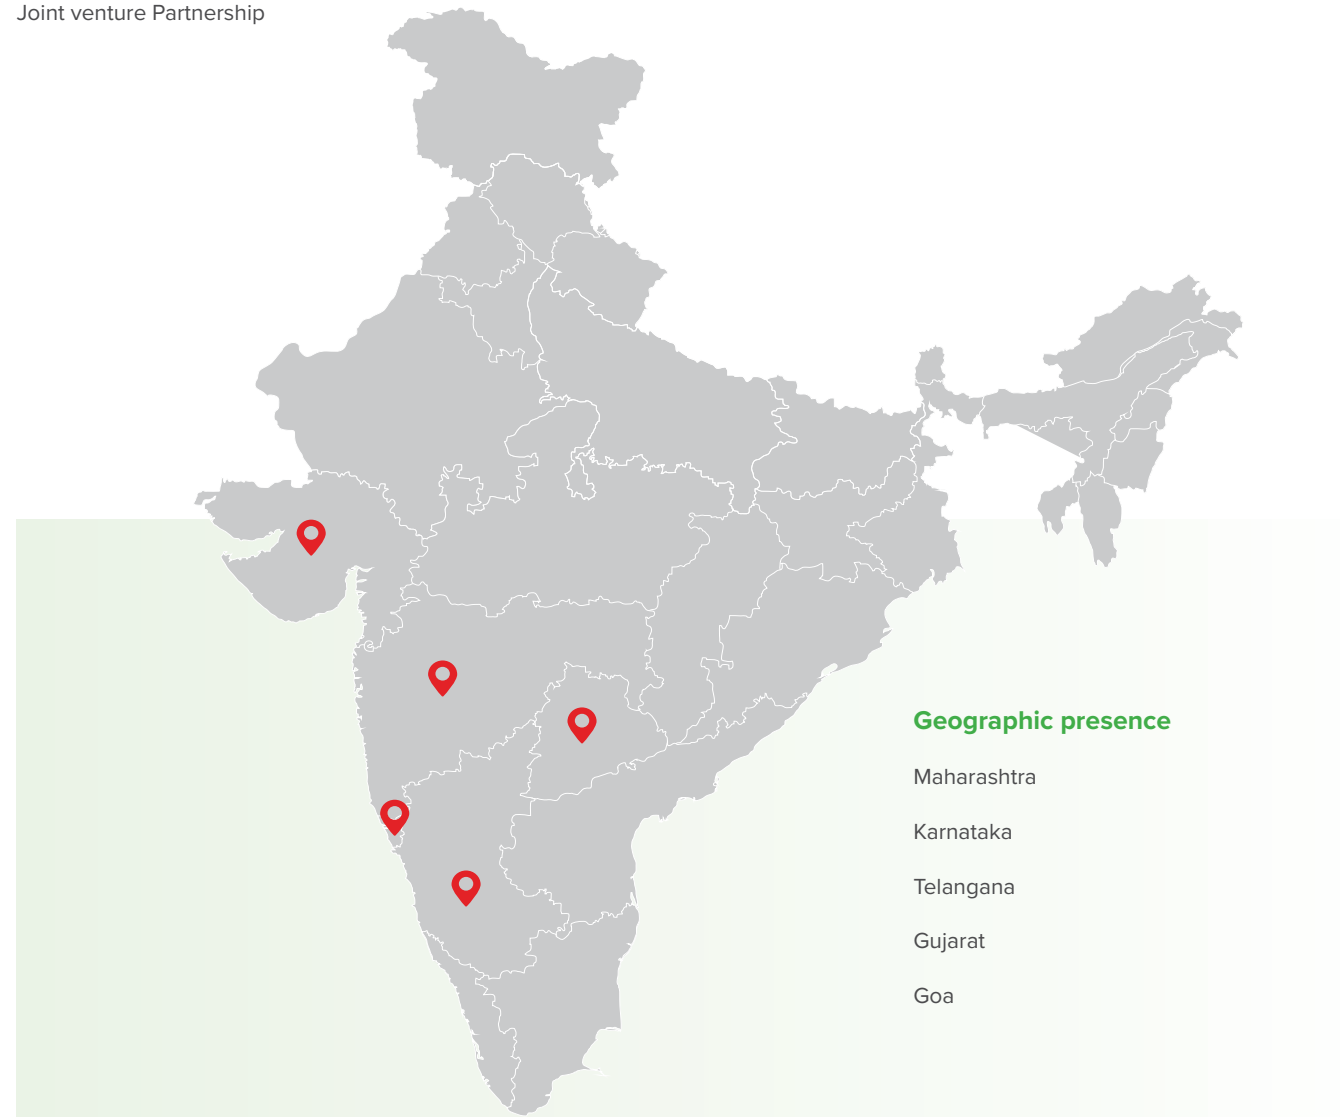 Joint venture Partnership
Geographic presence
Maharashtra
Karnataka
Telangana
Gujarat
Goa